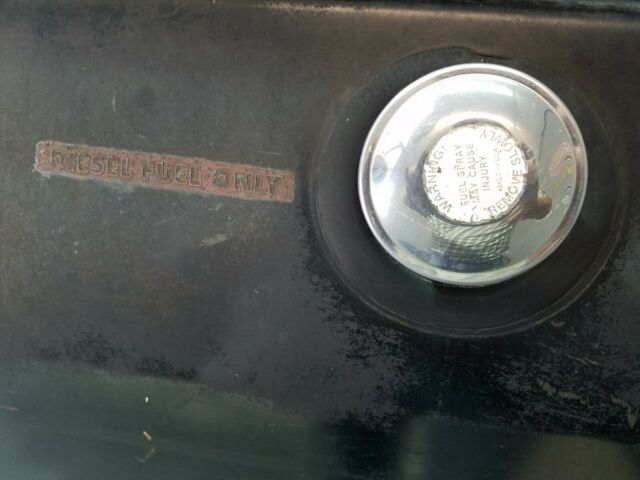 DIESEL FUEL ONLY
WARNING!
FUEL SPRAY
MAY CAUSE
INJURY
REMOVE SLOWLY